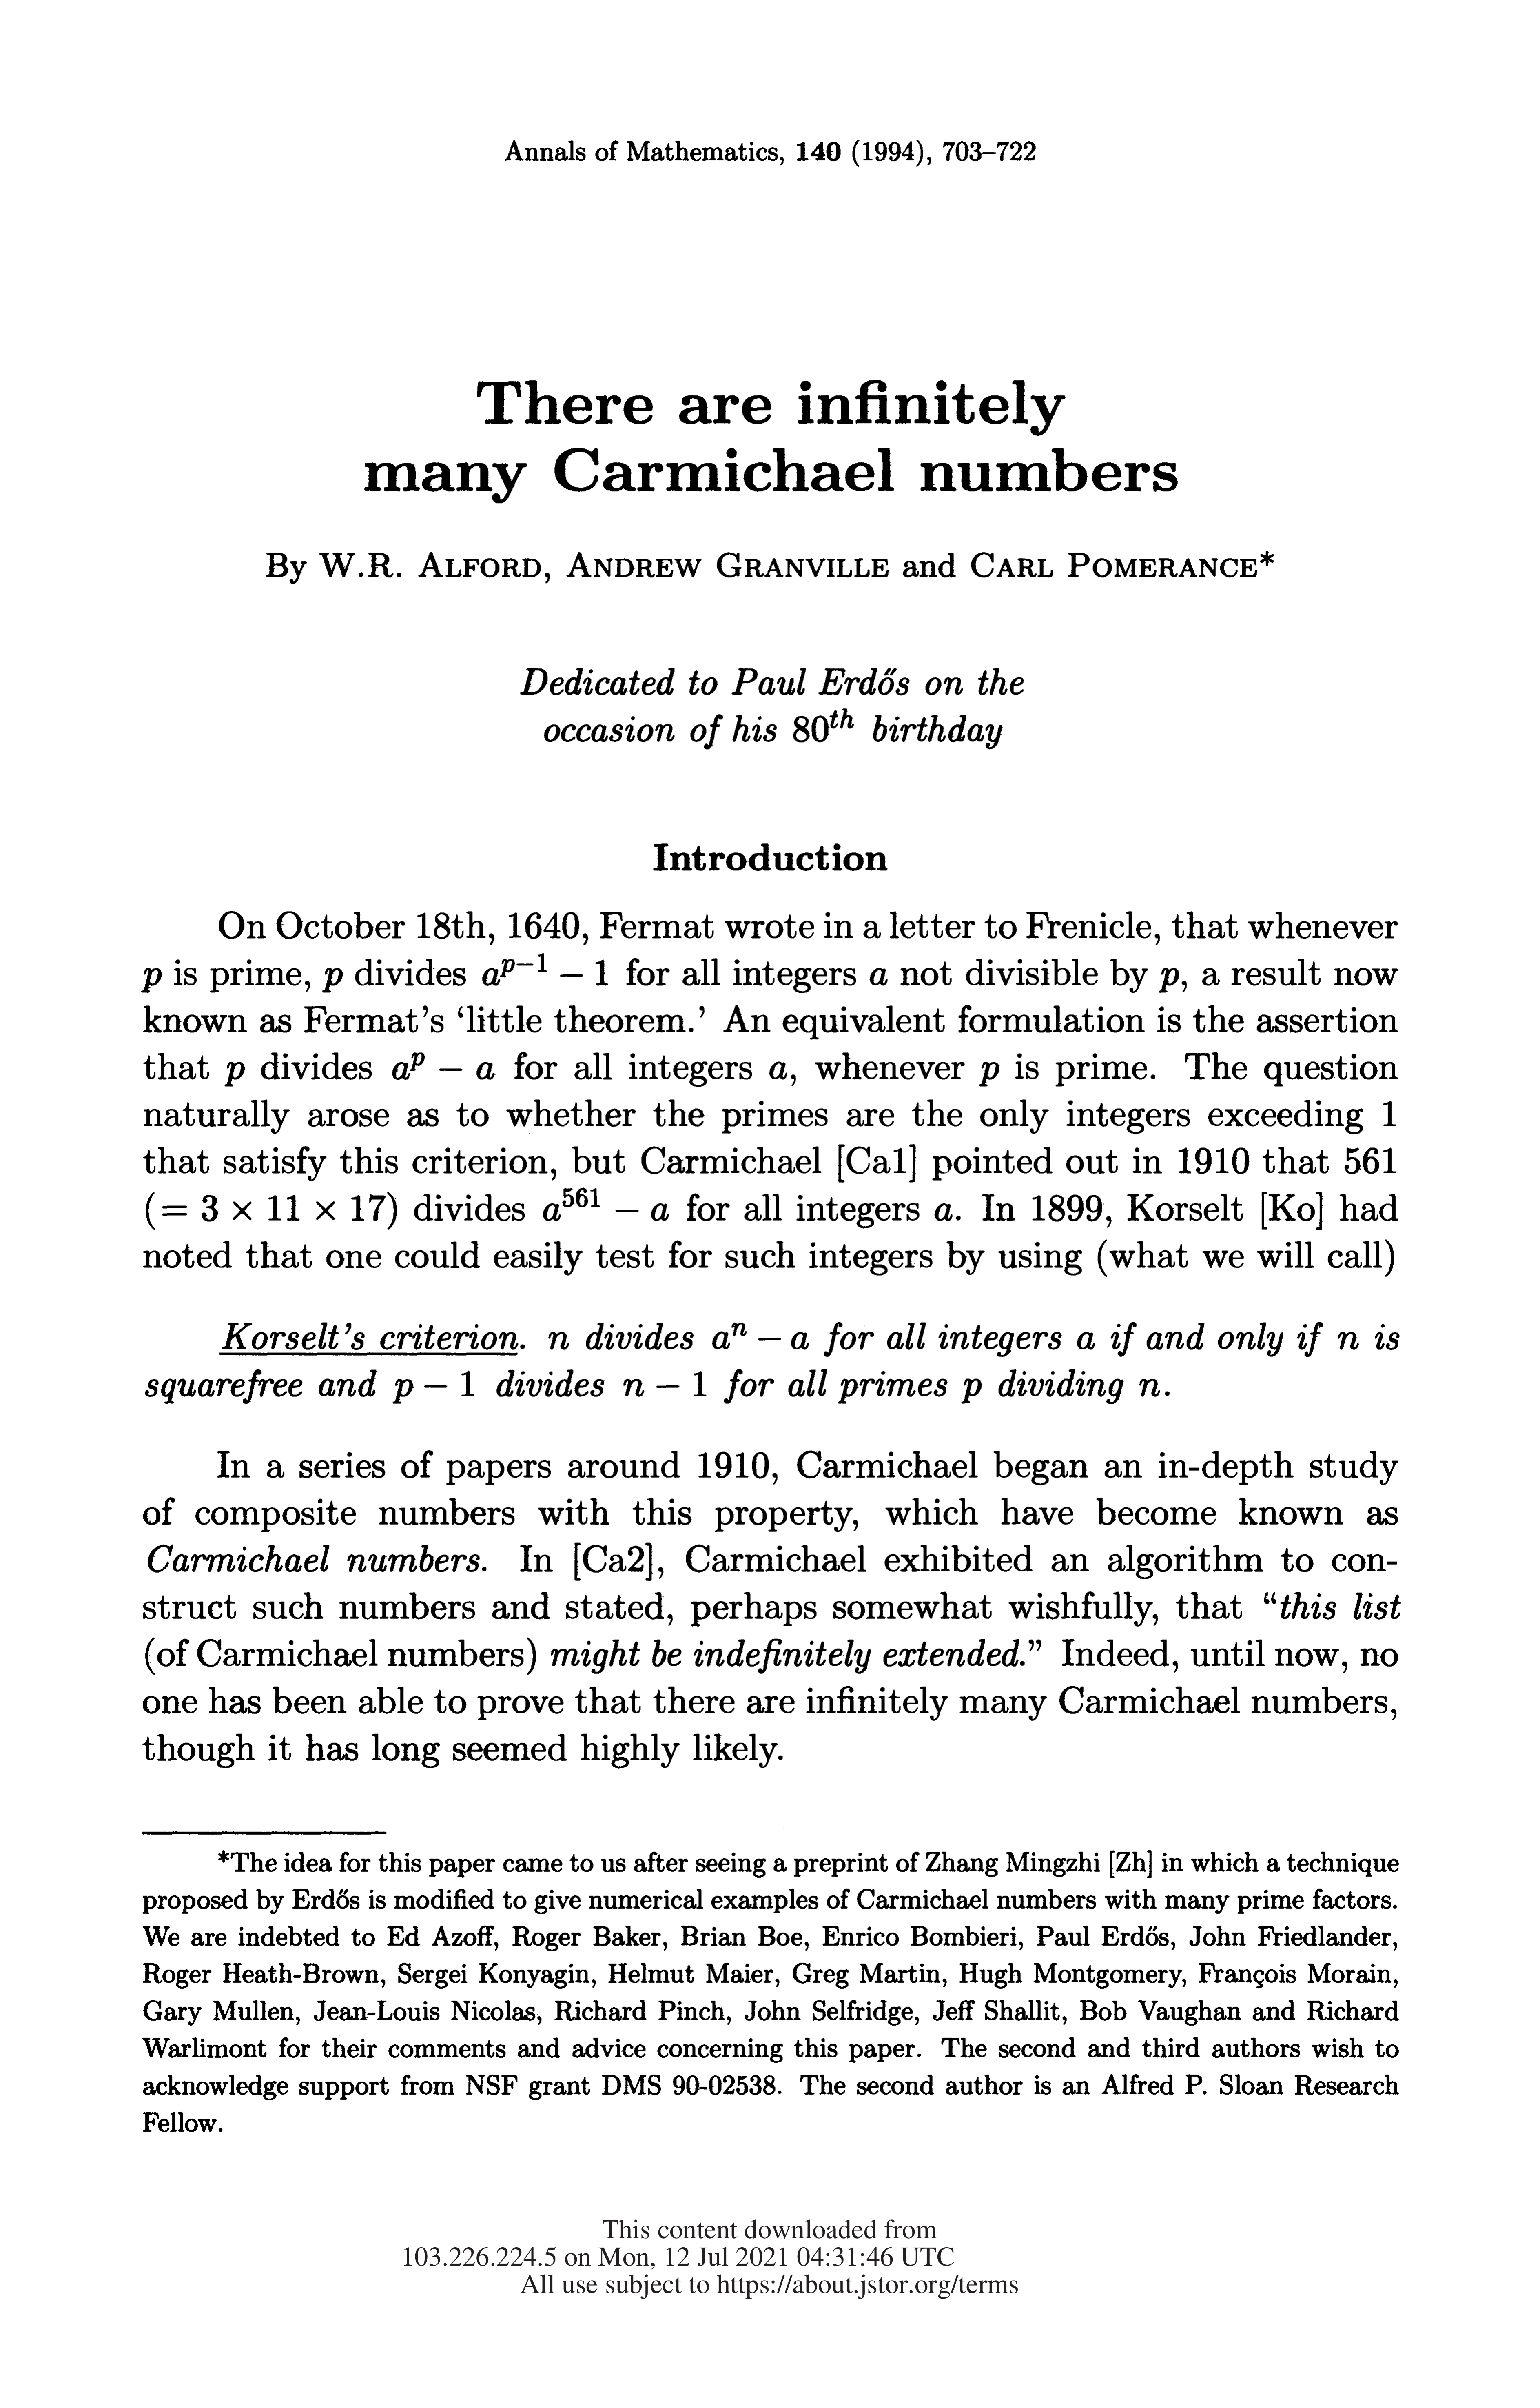 Annals of Mathematics, 140 (1994), 703–722
There are infinitely
many Carmichael numbers
By W.R. ALFORD, ANDREW GRANVILLE and CARL POMERANCE*
Dedicated to Paul Erdős on the
occasion of his 80th birthday
Introduction
On October 18th, 1640, Fermat wrote in a letter to Frenicle, that whenever
p is prime, p divides a^{p−1} − 1 for all integers a not divisible by p, a result now
known as Fermat's ‘little theorem.’ An equivalent formulation is the assertion
that p divides a^p − a for all integers a, whenever p is prime. The question
naturally arose as to whether the primes are the only integers exceeding 1
that satisfy this criterion, but Carmichael [Ca1] pointed out in 1910 that 561
(= 3 × 11 × 17) divides a^{561} − a for all integers a. In 1899, Korselt [Ko] had
noted that one could easily test for such integers by using (what we will call)
Korselt's criterion. n divides a^n − a for all integers a if and only if n is
squarefree and p − 1 divides n − 1 for all primes p dividing n.
In a series of papers around 1910, Carmichael began an in-depth study
of composite numbers with this property, which have become known as
Carmichael numbers. In [Ca2], Carmichael exhibited an algorithm to con-
struct such numbers and stated, perhaps somewhat wishfully, that “this list
(of Carmichael numbers) might be indefinitely extended.” Indeed, until now, no
one has been able to prove that there are infinitely many Carmichael numbers,
though it has long seemed highly likely.
*The idea for this paper came to us after seeing a preprint of Zhang Mingzhi [Zh] in which a technique
proposed by Erdős is modified to give numerical examples of Carmichael numbers with many prime factors.
We are indebted to Ed Azoff, Roger Baker, Brian Boe, Enrico Bombieri, Paul Erdős, John Friedlander,
Roger Heath-Brown, Sergei Konyagin, Helmut Maier, Greg Martin, Hugh Montgomery, François Morain,
Gary Mullen, Jean-Louis Nicolas, Richard Pinch, John Selfridge, Jeff Shallit, Bob Vaughan and Richard
Warlimont for their comments and advice concerning this paper. The second and third authors wish to
acknowledge support from NSF grant DMS 90-02538. The second author is an Alfred P. Sloan Research
Fellow.
This content downloaded from
103.226.224.5 on Mon, 12 Jul 2021 04:31:46 UTC
All use subject to https://about.jstor.org/terms